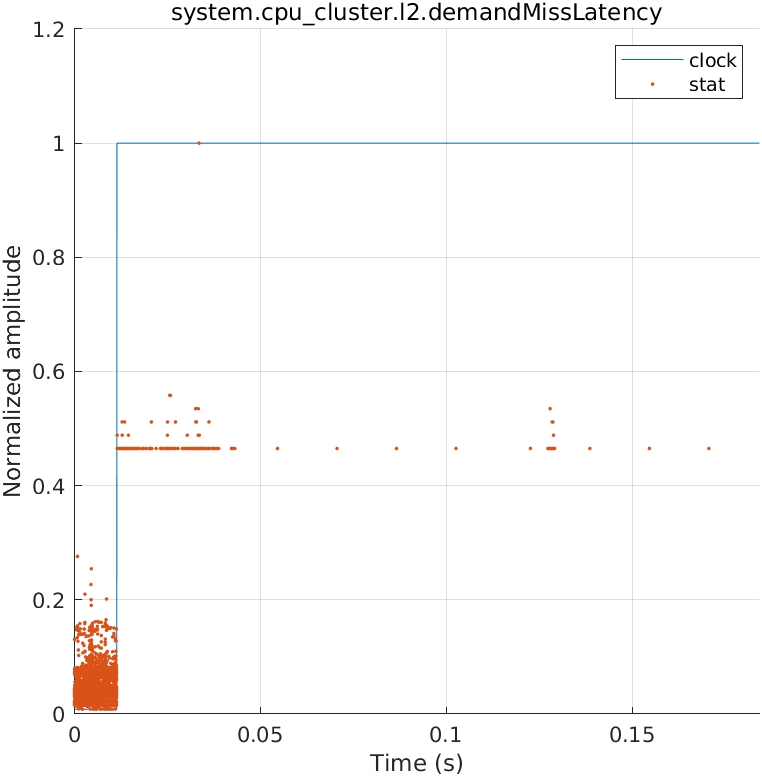 system.cpu_cluster.l2.demandMissLatency
1.2
clock
stat
1
0.8
0.6
0.4
0.2
0
Normalized amplitude
0
0.05
0.1
0.15
Time (s)